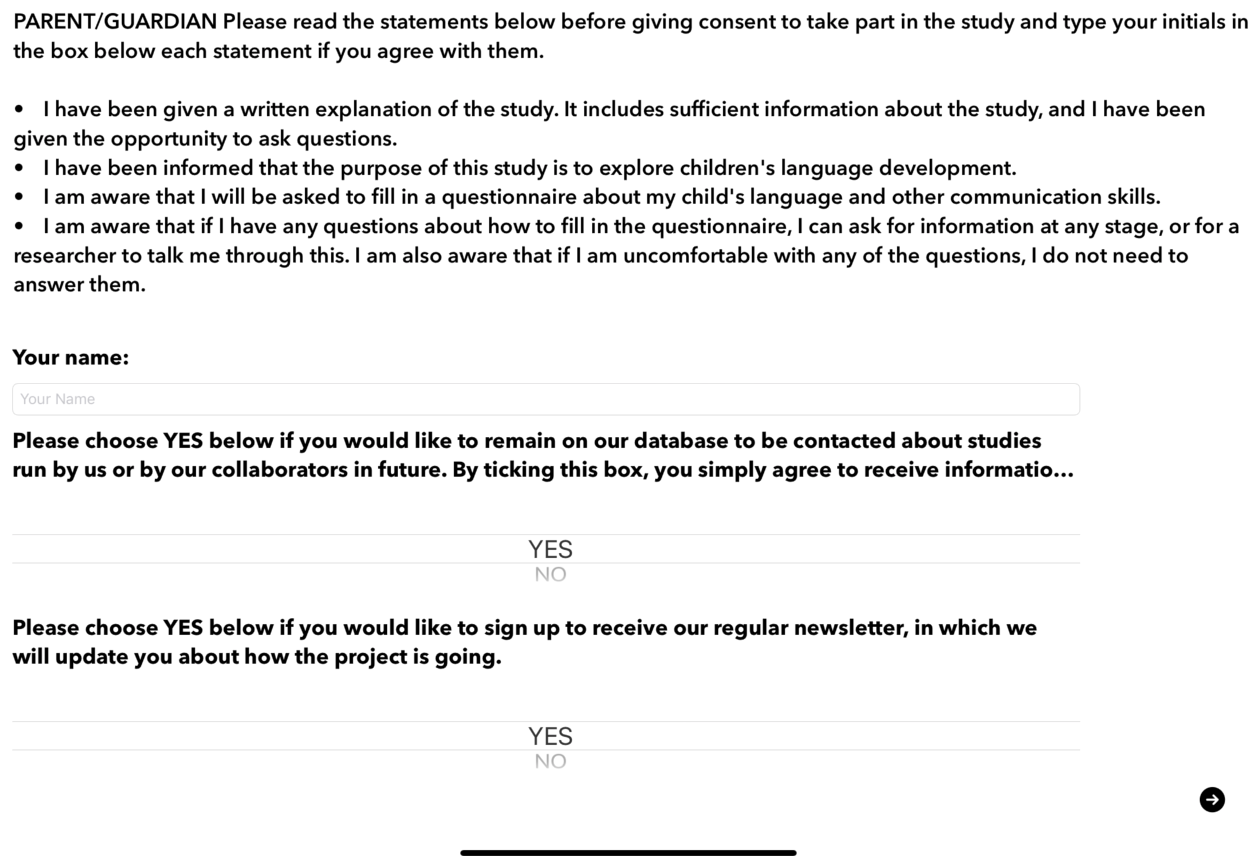 PARENT/GUARDIAN Please read the statements below before giving consent to take part in the study and type your initials in
the box below each statement if you agree with them.
• I have been given a written explanation of the study. It includes sufficient information about the study, and I have been
given the opportunity to ask questions.
• I have been informed that the purpose of this study is to explore children's language development.
• I am aware that I will be asked to fill in a questionnaire about my child's language and other communication skills.
• I am aware that if I have any questions about how to fill in the questionnaire, I can ask for information at any stage, or for a
researcher to talk me through this. I am also aware that if I am uncomfortable with any of the questions, I do not need to
answer them.
Your name:
Your Name
Please choose YES below if you would like to remain on our database to be contacted about studies
run by us or by our collaborators in future. By ticking this box, you simply agree to receive informatio...
YES
NO
Please choose YES below if you would like to sign up to receive our regular newsletter, in which we
will update you about how the project is going.
YES
NO